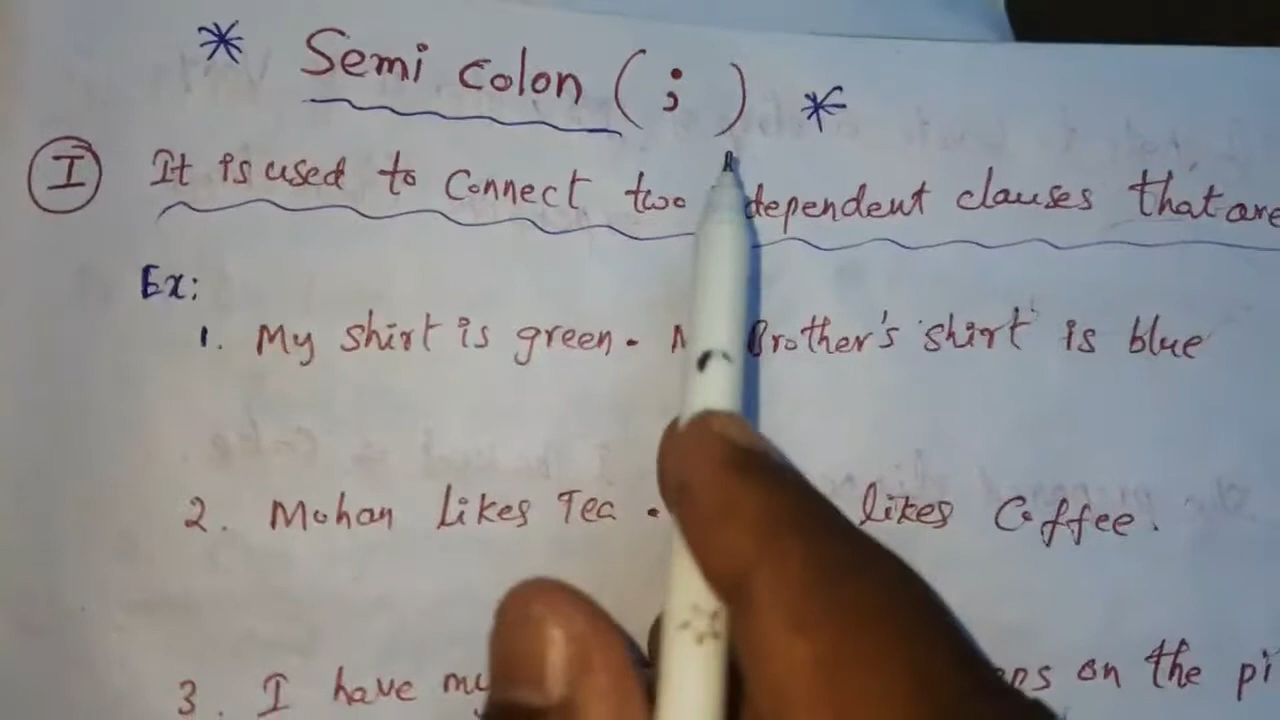 * Semi Colon ( ; ) *
I It is used to Connect two dependent clauses that are
Ex:
1. My shirt is green. Brother's shirt is blue
2. Mohan likes Tea. likes Coffee.
3. I have my on the